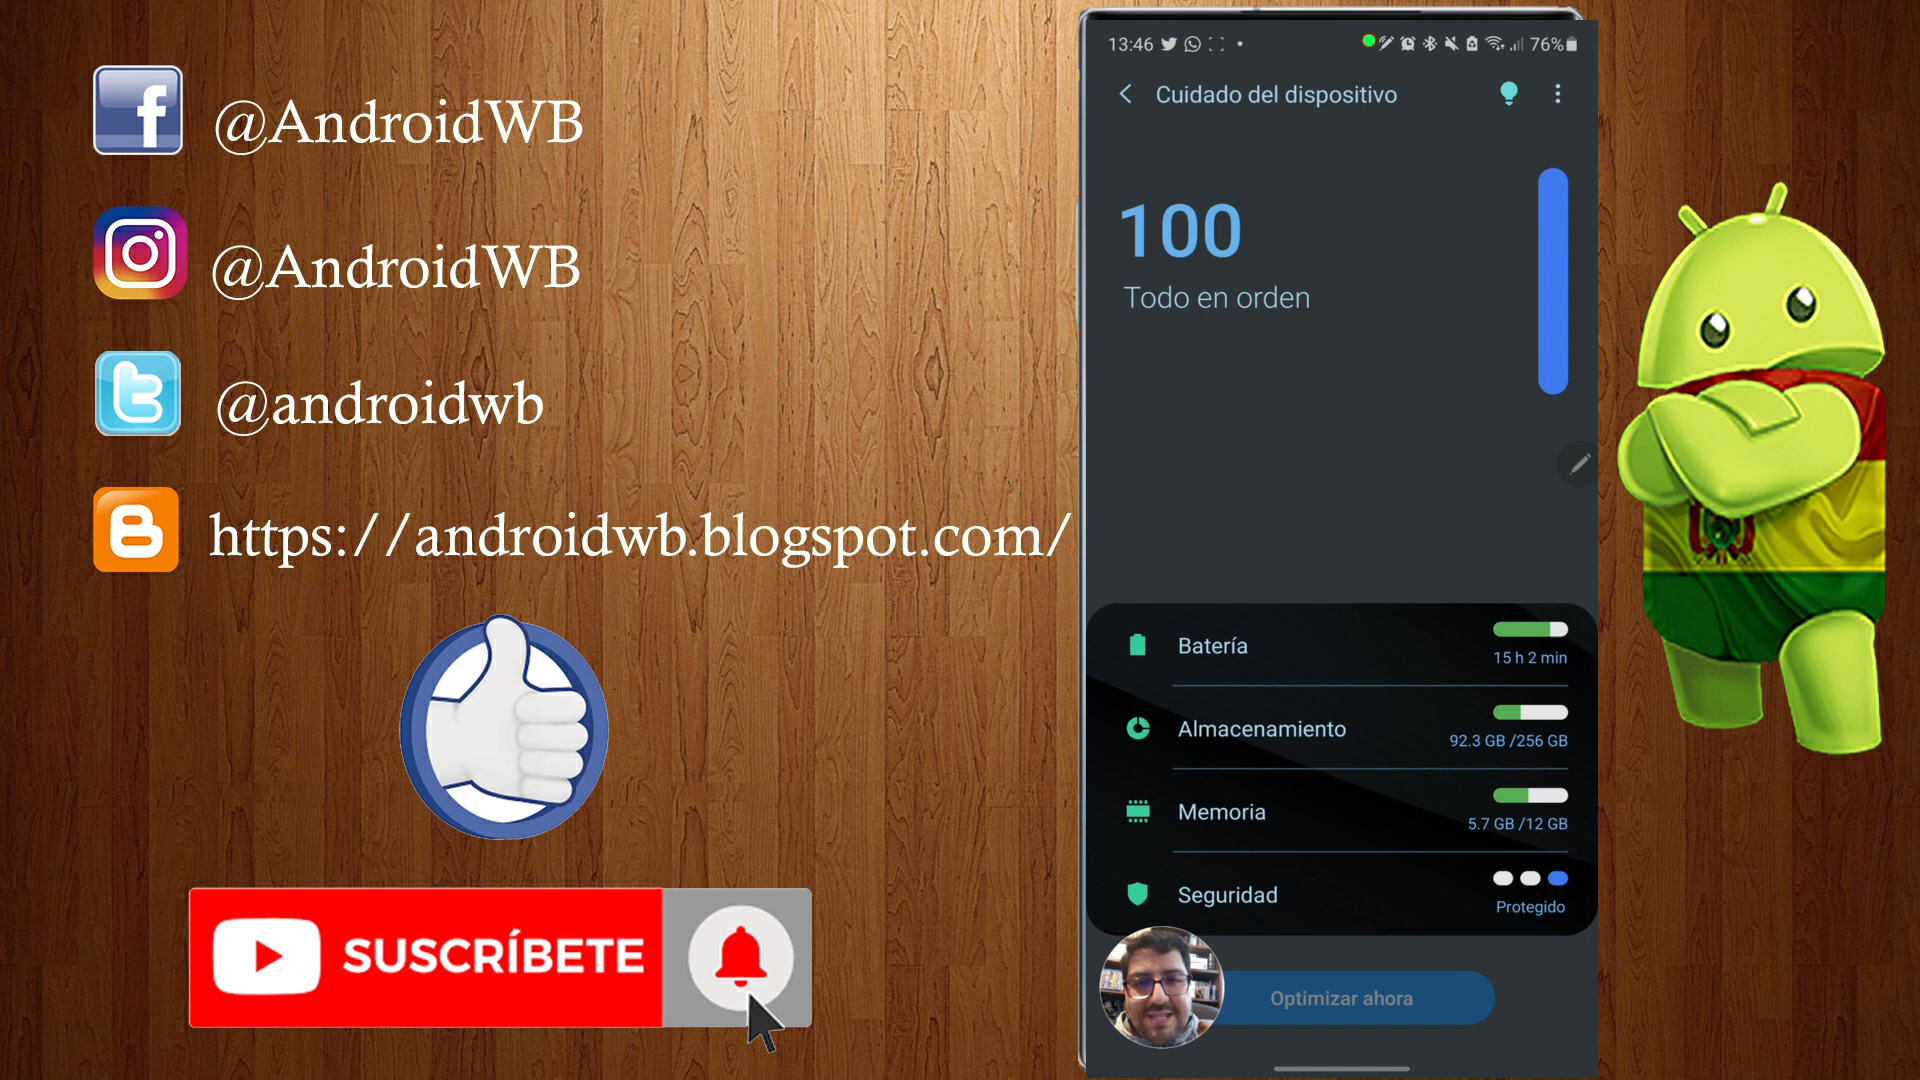 @AndroidWB
@AndroidWB
@androidwb
https://androidwb.blogspot.com/
SUSCRÍBETE
13:46
76%
Cuidado del dispositivo
100
Todo en orden
Batería
15 h 2 min
Almacenamiento
92.3 GB /256 GB
Memoria
5.7 GB /12 GB
Seguridad
Protegido
Optimizar ahora